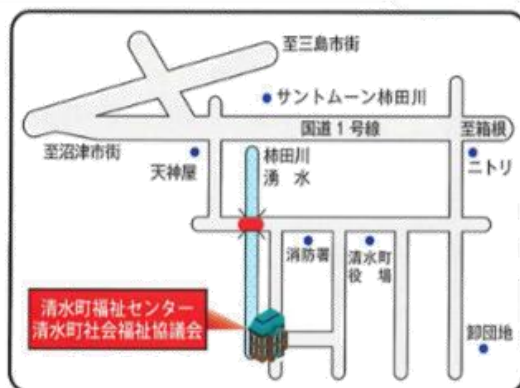 至三島市街
サントムーン柿田川
国道1号線
至箱根
至沼津市街
天神屋
柿田川
湧水
ニトリ
消防署
清水町
役場
清水町福祉センター
清水町社会福祉協議会
卸団地